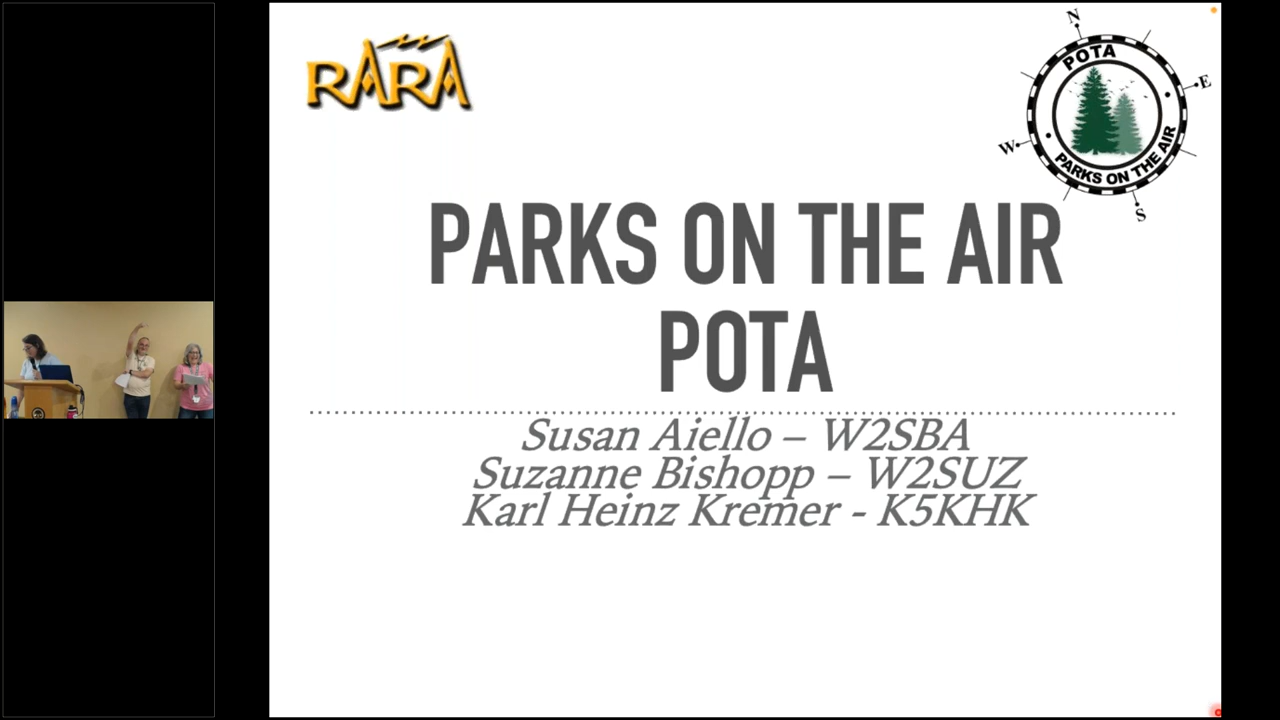 RARA
N
POTA
E
W
PARKS ON THE AIR
S
PARKS ON THE AIR
POTA
Susan Aiello – W2SBA
Suzanne Bishopp – W2SUZ
Karl Heinz Kremer - K5KHK